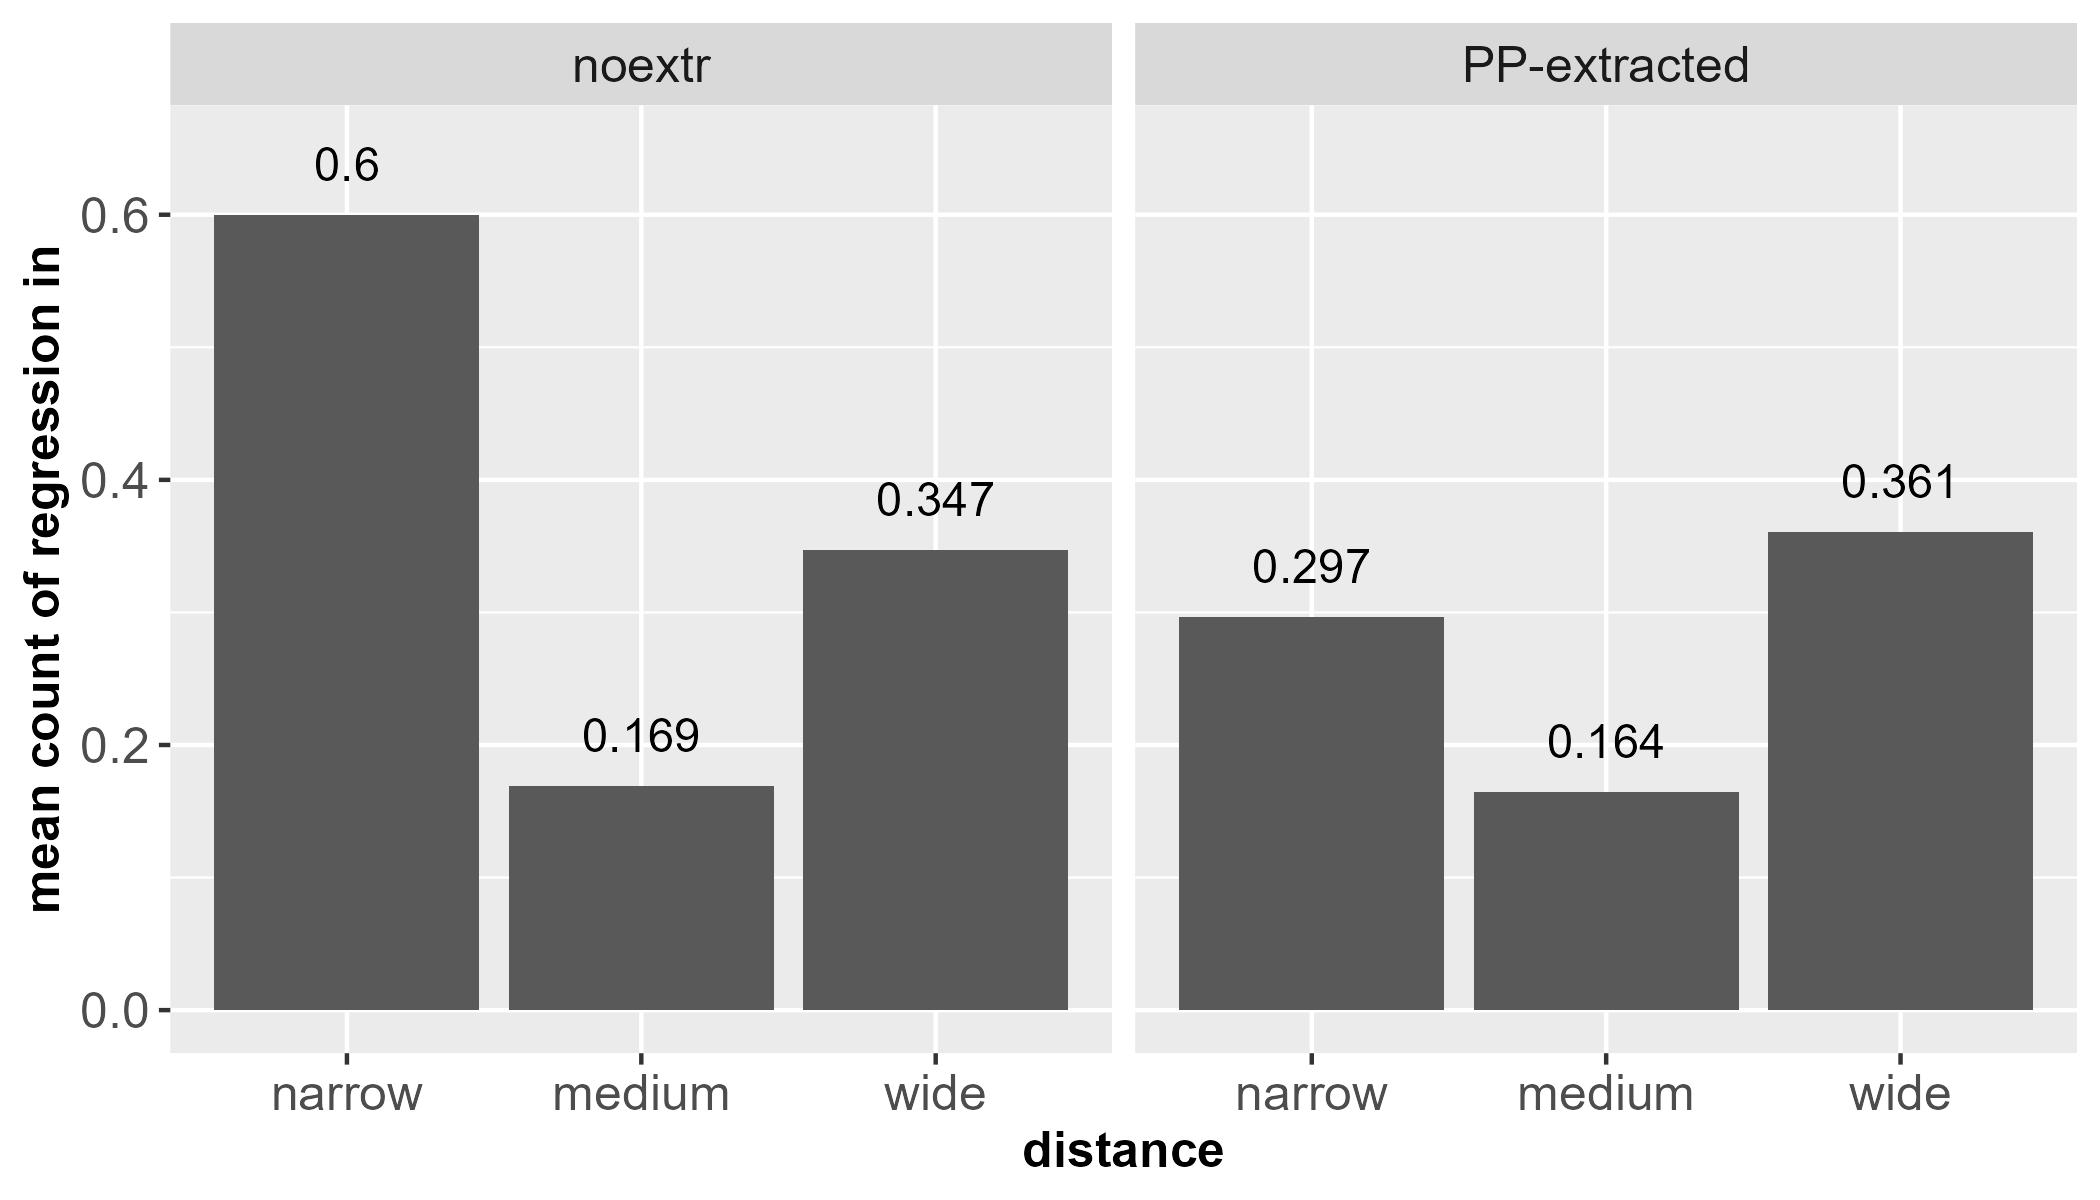 noextr
PP-extracted
mean count of regression in
0.6
0.4
0.2
0.0
0.6
0.169
0.347
0.297
0.164
0.361
narrow medium wide
narrow medium wide
distance